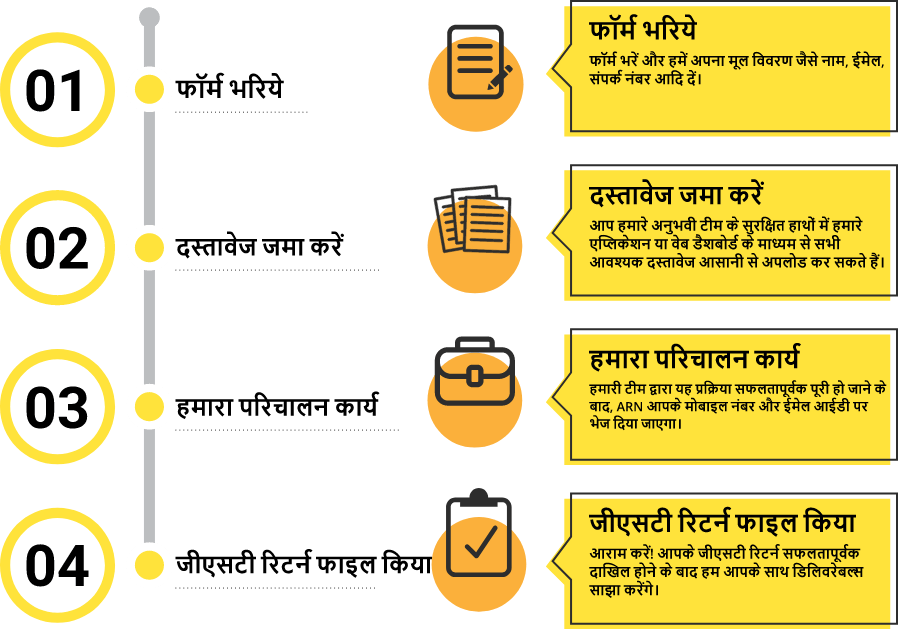 01
फॉर्म भरिये
फॉर्म भरिये
फॉर्म भरें और हमें अपना मूल विवरण जैसे नाम, ईमेल,
संपर्क नंबर आदि दें।
02
दस्तावेज जमा करें
दस्तावेज जमा करें
आप हमारे अनुभवी टीम के सुरक्षित हाथों में हमारे
एप्लिकेशन या वेब डैशबोर्ड के माध्यम से सभी
आवश्यक दस्तावेज आसानी से अपलोड कर सकते हैं।
03
हमारा परिचालन कार्य
हमारा परिचालन कार्य
हमारी टीम द्वारा यह प्रक्रिया सफलतापूर्वक पूरी हो जाने के
बाद, ARN आपके मोबाइल नंबर और ईमेल आईडी पर
भेज दिया जाएगा।
04
जीएसटी रिटर्न फाइल किया
जीएसटी रिटर्न फाइल किया
आराम करें! आपके जीएसटी रिटर्न सफलतापूर्वक
दाखिल होने के बाद हम आपके साथ डिलिवरेबल्स
साझा करेंगे।